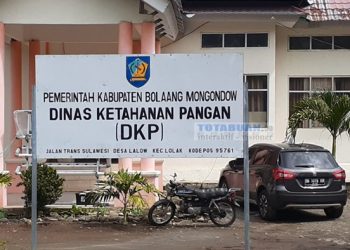 PEMERINTAH KABUPATEN BOLAANG MONGONDOW
DINAS KETAHANAN PANGAN
(DKP)
TOTABUAN
JALAN TRANS SULAWESI DESA LALOW KEC LOLAK KODE POS 95761